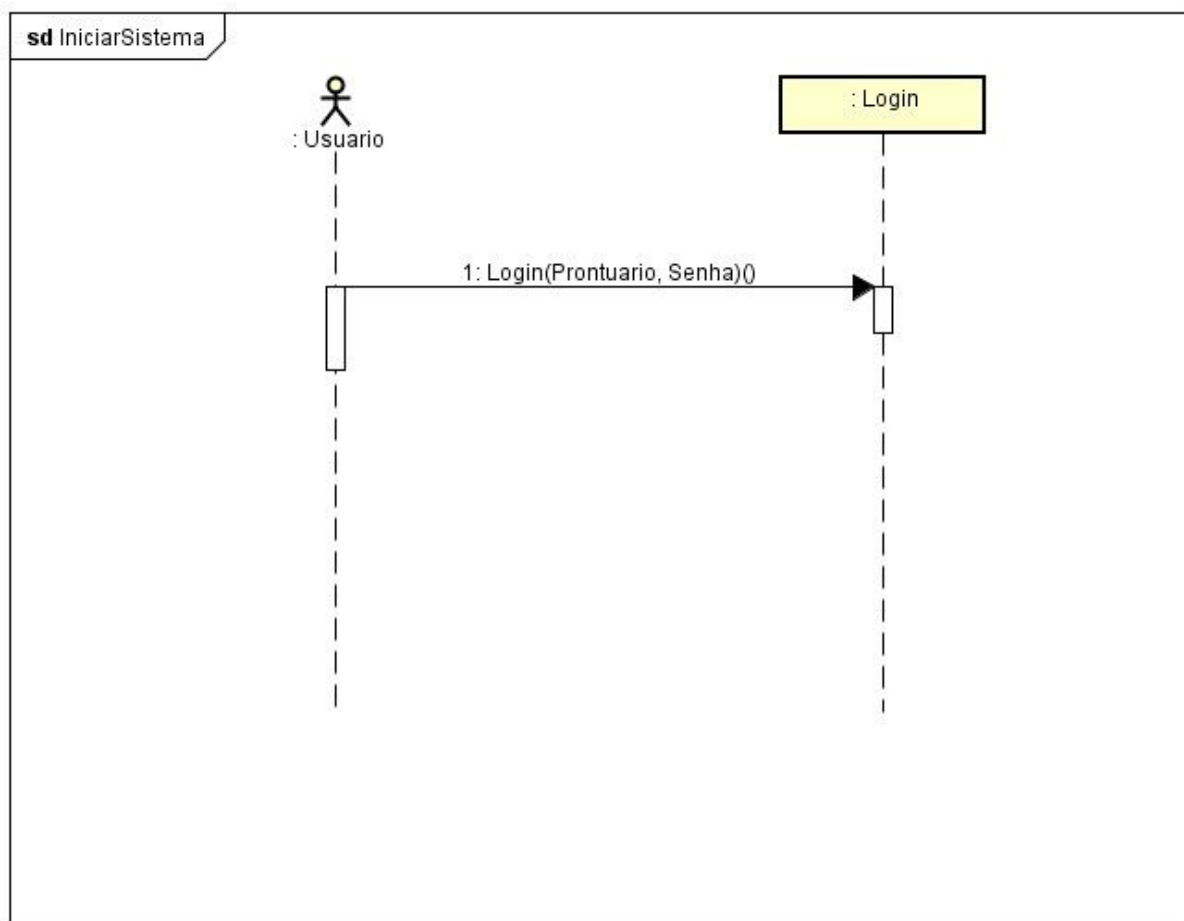 sd IniciarSistema
: Usuario
: Login
1: Login(Prontuario, Senha)()